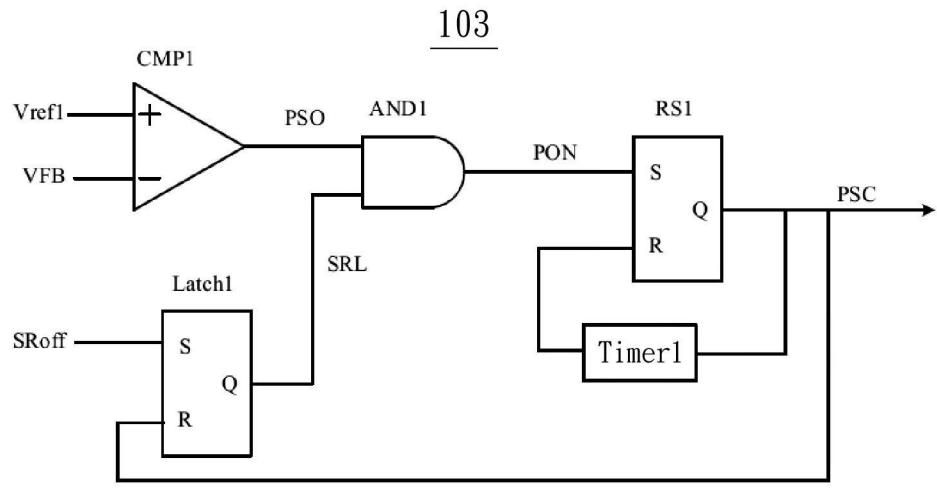 103
CMP1
Vref1
+
VFB
−
PSO
AND1
PON
RS1
S
R
Q
PSC
SRL
Latch1
SRoff
S
R
Q
Timer1